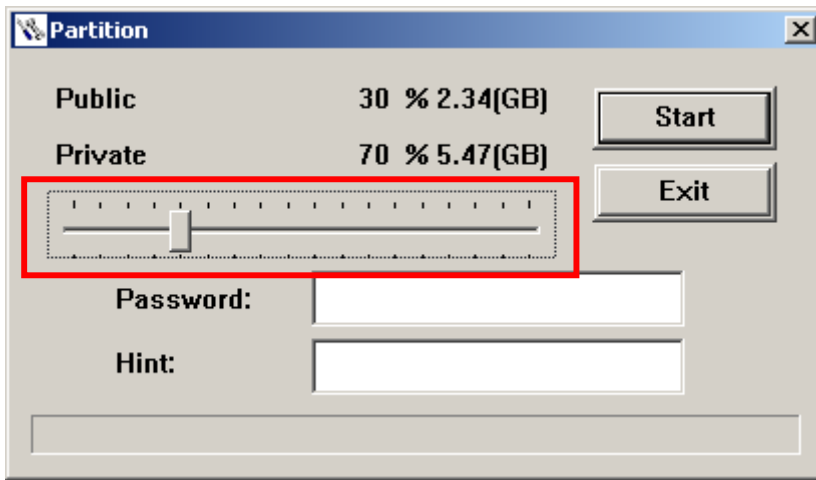 Partition
Public 30 % 2.34(GB)
Start
Private 70 % 5.47(GB)
Exit
Password:
Hint: